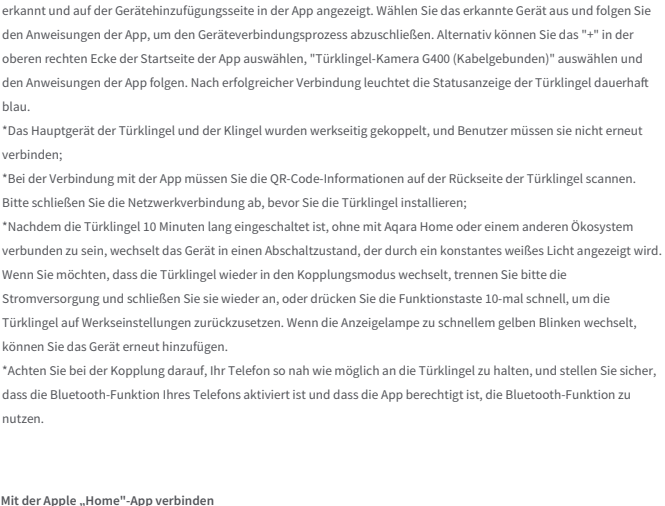 erkannt und auf der Gerätehinzufügungsseite in der App angezeigt. Wählen Sie das erkannte Gerät aus und folgen Sie
den Anweisungen der App, um den Geräteverbindungsprozess abzuschließen. Alternativ können Sie das "+" in der
oberen rechten Ecke der Startseite der App auswählen, "Türklingel-Kamera G400 (Kabelgebunden)" auswählen und
den Anweisungen der App folgen. Nach erfolgreicher Verbindung leuchtet die Statusanzeige der Türklingel dauerhaft
blau.
*Das Hauptgerät der Türklingel und der Klingel wurden werkseitig gekoppelt, und Benutzer müssen sie nicht erneut
verbinden;
*Bei der Verbindung mit der App müssen Sie die QR-Code-Informationen auf der Rückseite der Türklingel scannen.
Bitte schließen Sie die Netzwerkverbindung ab, bevor Sie die Türklingel installieren;
*Nachdem die Türklingel 10 Minuten lang eingeschaltet ist, ohne mit Aqara Home oder einem anderen Ökosystem
verbunden zu sein, wechselt das Gerät in einen Abschaltzustand, der durch ein konstantes weißes Licht angezeigt wird.
Wenn Sie möchten, dass die Türklingel wieder in den Kopplungsmodus wechselt, trennen Sie bitte die
Stromversorgung und schließen Sie sie wieder an, oder drücken Sie die Funktionstaste 10-mal schnell, um die
Türklingel auf Werkseinstellungen zurückzusetzen. Wenn die Anzeigelampe zu schnellem gelben Blinken wechselt,
können Sie das Gerät erneut hinzufügen.
*Achten Sie bei der Kopplung darauf, Ihr Telefon so nah wie möglich an die Türklingel zu halten, und stellen Sie sicher,
dass die Bluetooth-Funktion Ihres Telefons aktiviert ist und dass die App berechtigt ist, die Bluetooth-Funktion zu
nutzen.
Mit der Apple „Home"-App verbinden